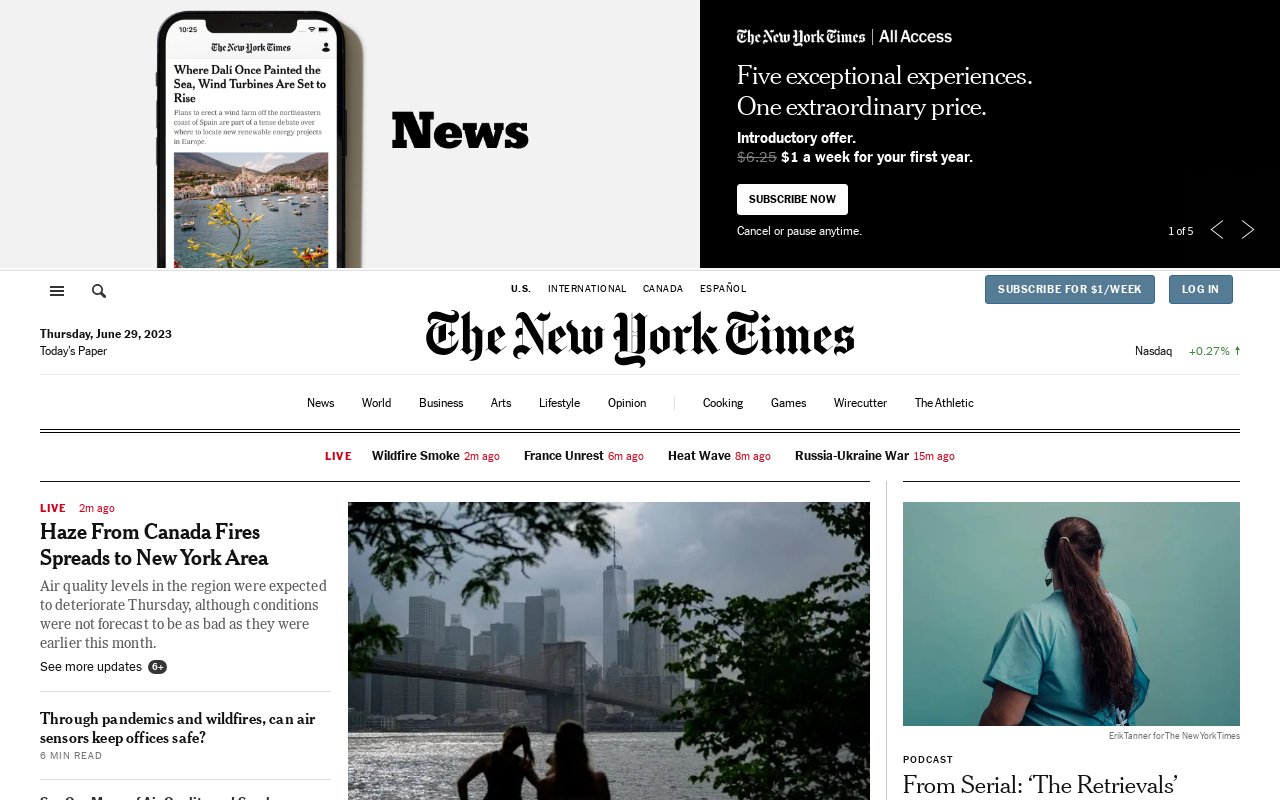 10:25
The New York Times
Where Dalí Once Painted the
Sea, Wind Turbines Are Set to
Rise
Plans to erect a wind farm off the northeastern
coast of Spain are part of a tense debate over
where to locate new renewable energy projects
in Europe.
News
The New York Times | All Access
Five exceptional experiences.
One extraordinary price.
Introductory offer.
$6.25 $1 a week for your first year.
SUBSCRIBE NOW
Cancel or pause anytime.
1 of 5
U.S. INTERNATIONAL CANADA ESPAÑOL
SUBSCRIBE FOR $1/WEEK LOG IN
Thursday, June 29, 2023
Today's Paper
The New York Times
Nasdaq +0.27%
News World Business Arts Lifestyle Opinion Cooking Games Wirecutter The Athletic
LIVE Wildfire Smoke 2m ago France Unrest 6m ago Heat Wave 8m ago Russia-Ukraine War 15m ago
LIVE 2m ago
Haze From Canada Fires
Spreads to New York Area
Air quality levels in the region were expected
to deteriorate Thursday, although conditions
were not forecast to be as bad as they were
earlier this month.
See more updates 6+
Through pandemics and wildfires, can air
sensors keep offices safe?
6 MIN READ
Erik Tanner for The New York Times
PODCAST
From Serial: ‘The Retrievals’